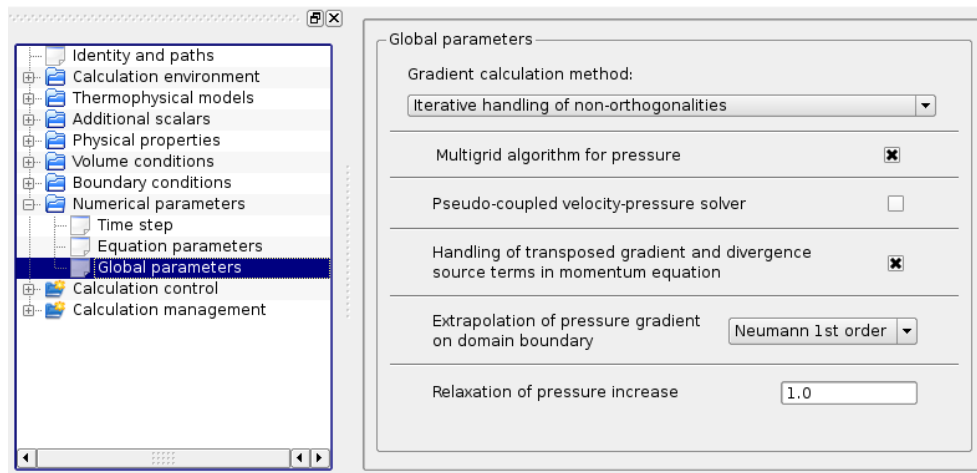 Identity and paths
Calculation environment
Thermophysical models
Additional scalars
Physical properties
Volume conditions
Boundary conditions
Numerical parameters
Time step
Equation parameters
Global parameters
Calculation control
Calculation management
Global parameters
Gradient calculation method:
Iterative handling of non-orthogonalities
Multigrid algorithm for pressure
Pseudo-coupled velocity-pressure solver
Handling of transposed gradient and divergence
source terms in momentum equation
Extrapolation of pressure gradient
on domain boundary
Neumann 1st order
Relaxation of pressure increase
1.0